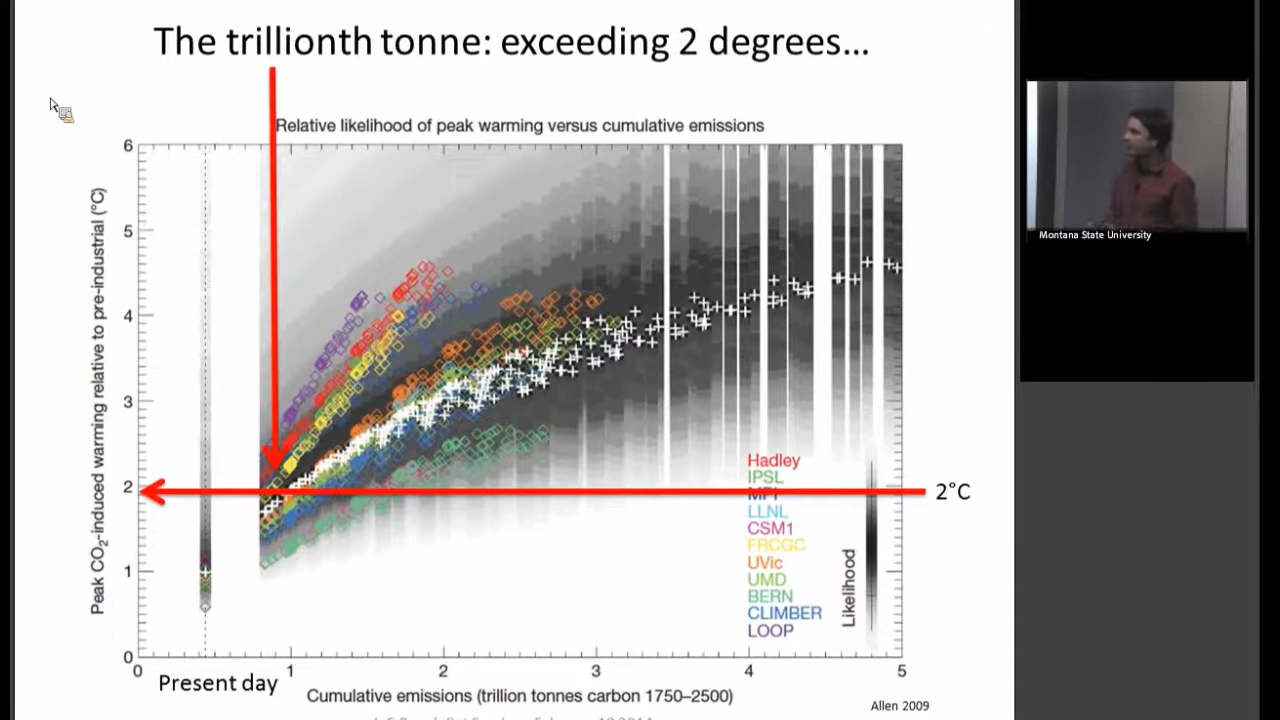 The trillionth tonne: exceeding 2 degrees…
Relative likelihood of peak warming versus cumulative emissions
Montana State University
Peak CO2-induced warming relative to pre-industrial (°C)
6
5
4
3
2
1
0
2°C
Hadley
IPSL
MPI
LLNL
CSM1
FRCGC
UVic
UMD
BERN
CLIMBER
LOOP
Likelihood
0 1 2 3 4 5
Present day
Cumulative emissions (trillion tonnes carbon 1750–2500)
Allen 2009